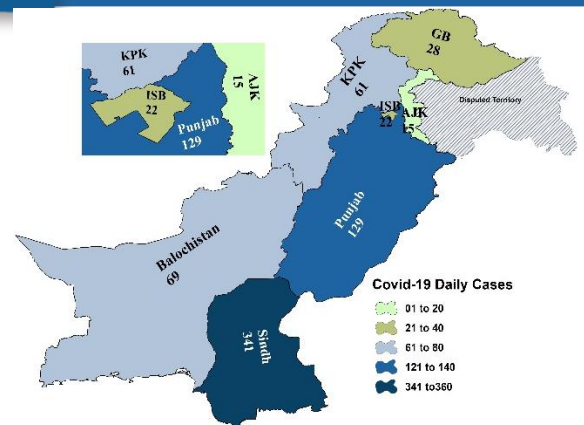 KPK
61
ISB
22
Punjab
129
AJK
15
GB
28
KPK
61
ISB
22
AJK
15
Disputed Territory
Punjab
129
Balochistan
69
Sindh
341
Covid-19 Daily Cases
01 to 20
21 to 40
61 to 80
121 to 140
341 to360